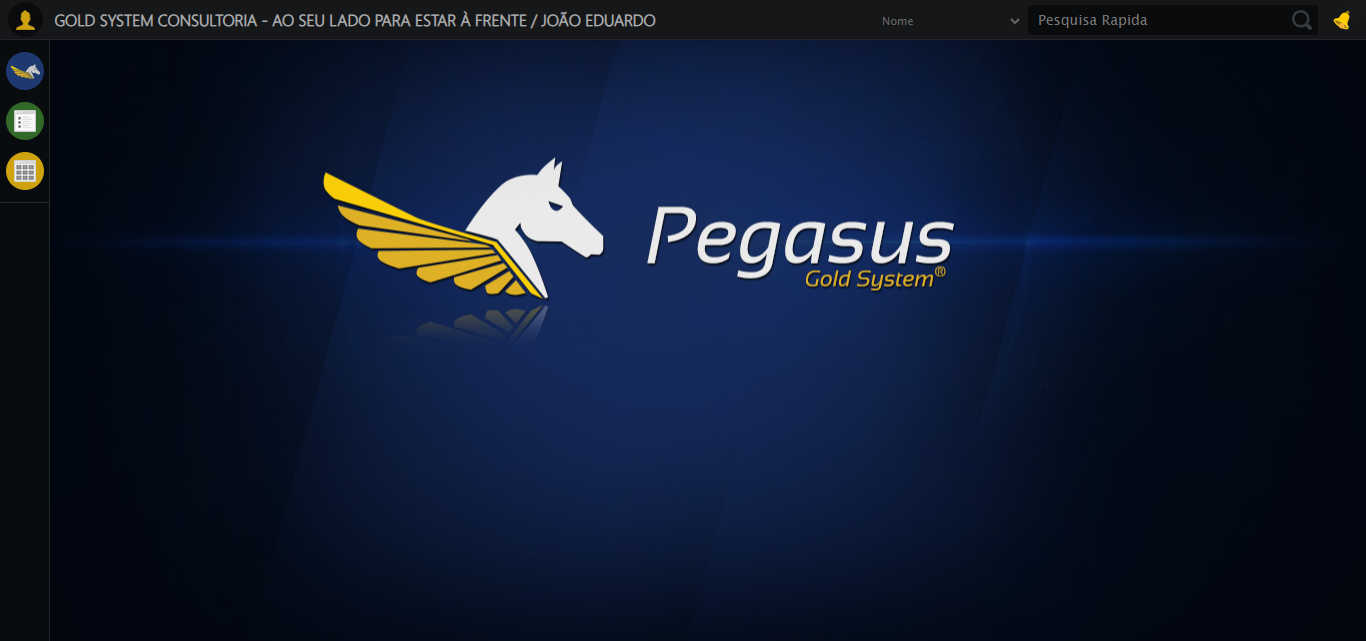 GOLD SYSTEM CONSULTORIA - AO SEU LADO PARA ESTAR À FRENTE / JOÃO EDUARDO
Nome
Pesquisa Rapida
Pegasus
Gold System®